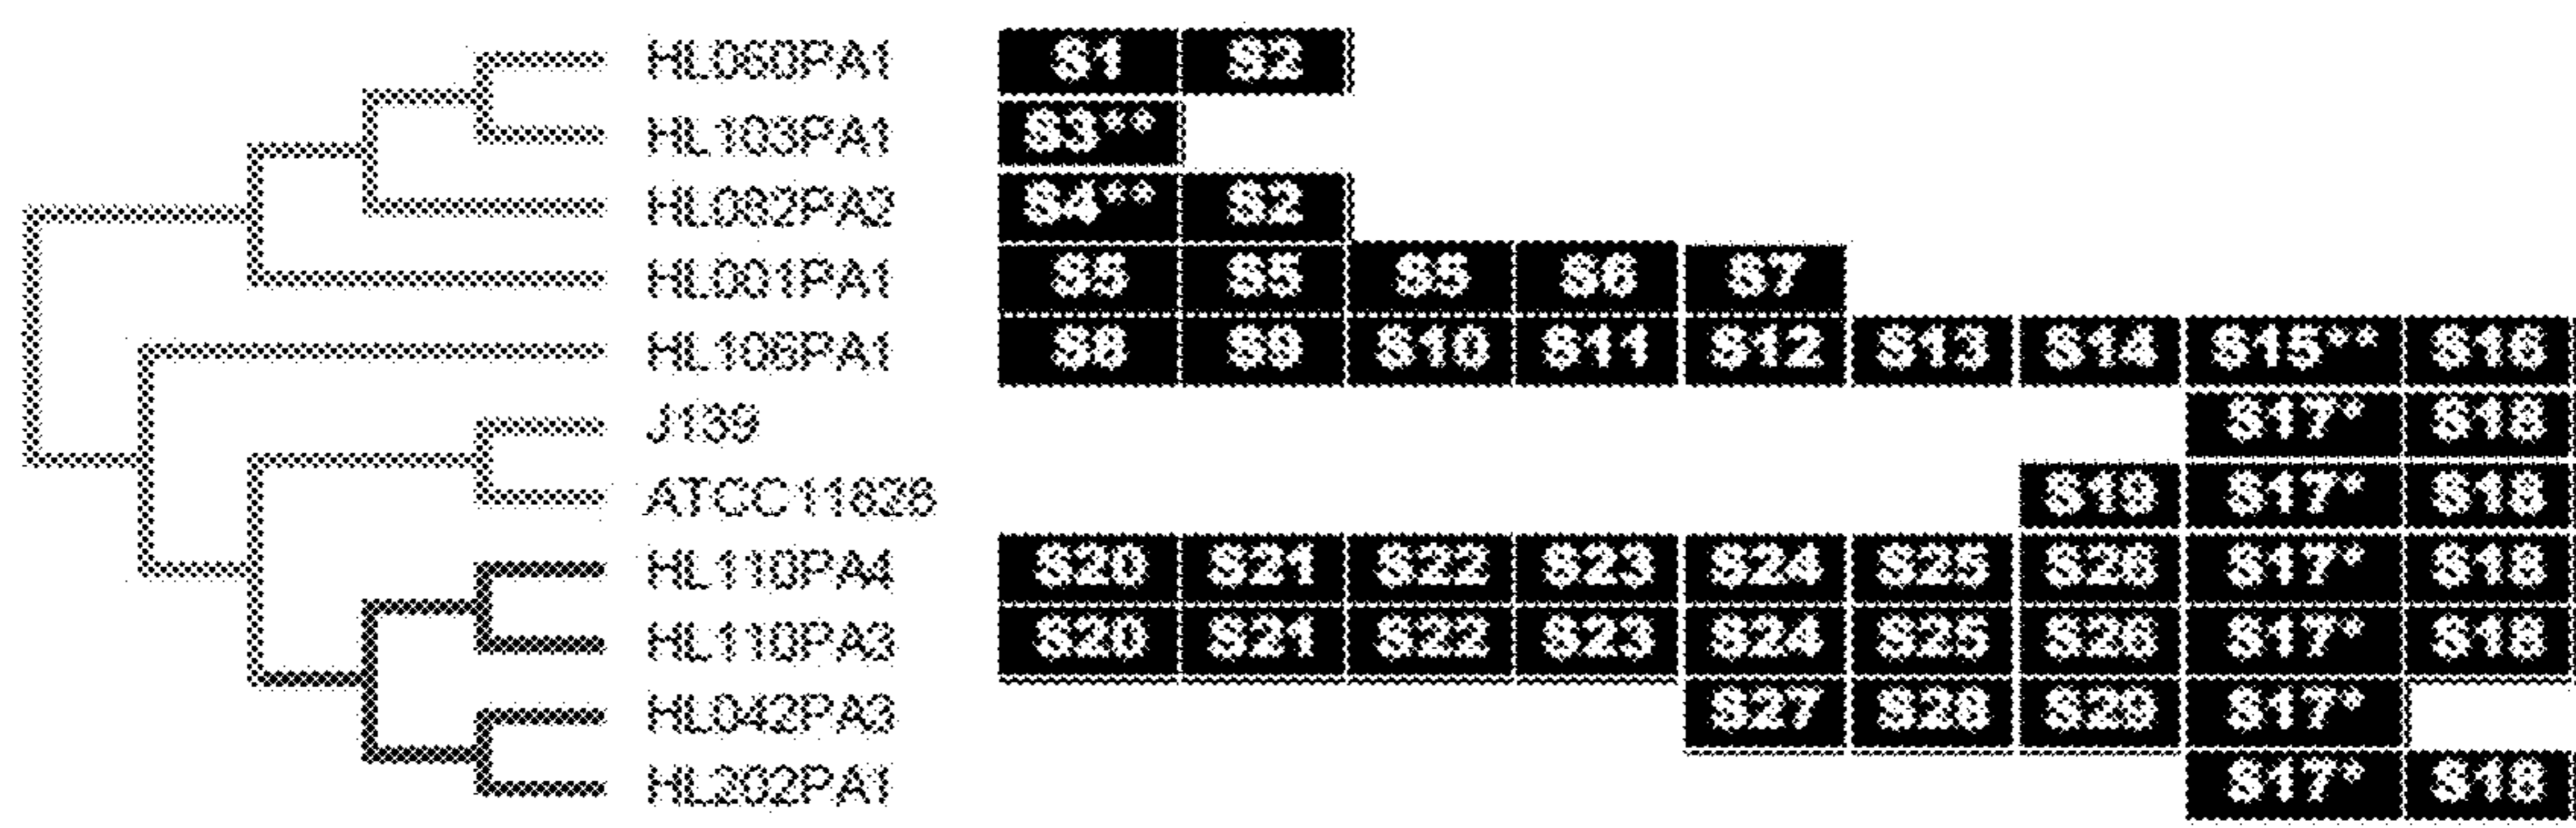 HL060PA1 S1 S2
HL103PA1 S3**
HL082PA2 S4** S2
HL001PA1 S5 S5 S5 S6 S7
HL106PA1 S8 S9 S10 S11 S12 S13 S14 S15** S16
J139 S17* S18
ATCC11828 S19 S17* S18
HL110PA4 S20 S21 S22 S23 S24 S25 S26 S17* S18
HL110PA3 S20 S21 S22 S23 S24 S25 S26 S17* S18
HL042PA3 S27 S28 S29 S17*
HL202PA1 S17* S18